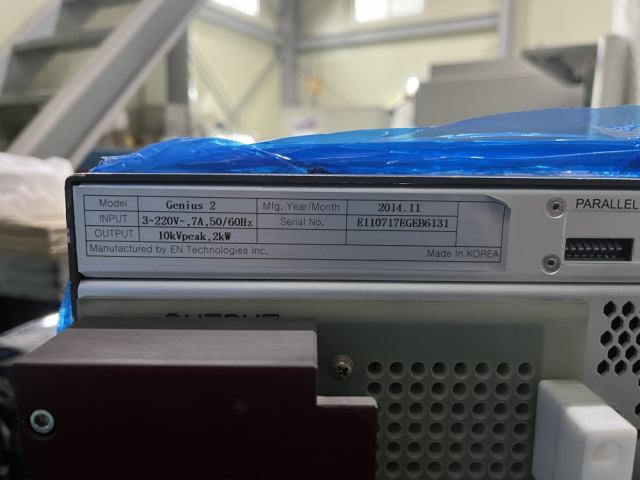 Model Genius 2 Mfg. Year/Month 2014.11
INPUT 3~220V~,7A,50/60Hz Serial No. E110717EGEB6131
OUTPUT 10kVpeak,2kW
Manufactured by EN Technologies Inc. Made in KOREA
PARALLEL
OUTPUT